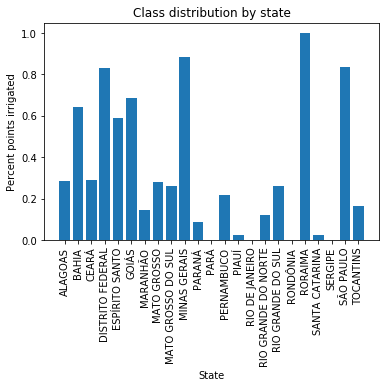 Class distribution by state
Percent points irrigated
1.0
0.8
0.6
0.4
0.2
0.0
ALAGOAS
BAHIA
CEARÁ
DISTRITO FEDERAL
ESPÍRITO SANTO
GOIÁS
MARANHÃO
MATO GROSSO
MATO GROSSO DO SUL
MINAS GERAIS
PARANÁ
PARÁ
PERNAMBUCO
PIAUÍ
RIO DE JANEIRO
RIO GRANDE DO NORTE
RIO GRANDE DO SUL
RONDÔNIA
RORAIMA
SANTA CATARINA
SERGIPE
SÃO PAULO
TOCANTINS
State